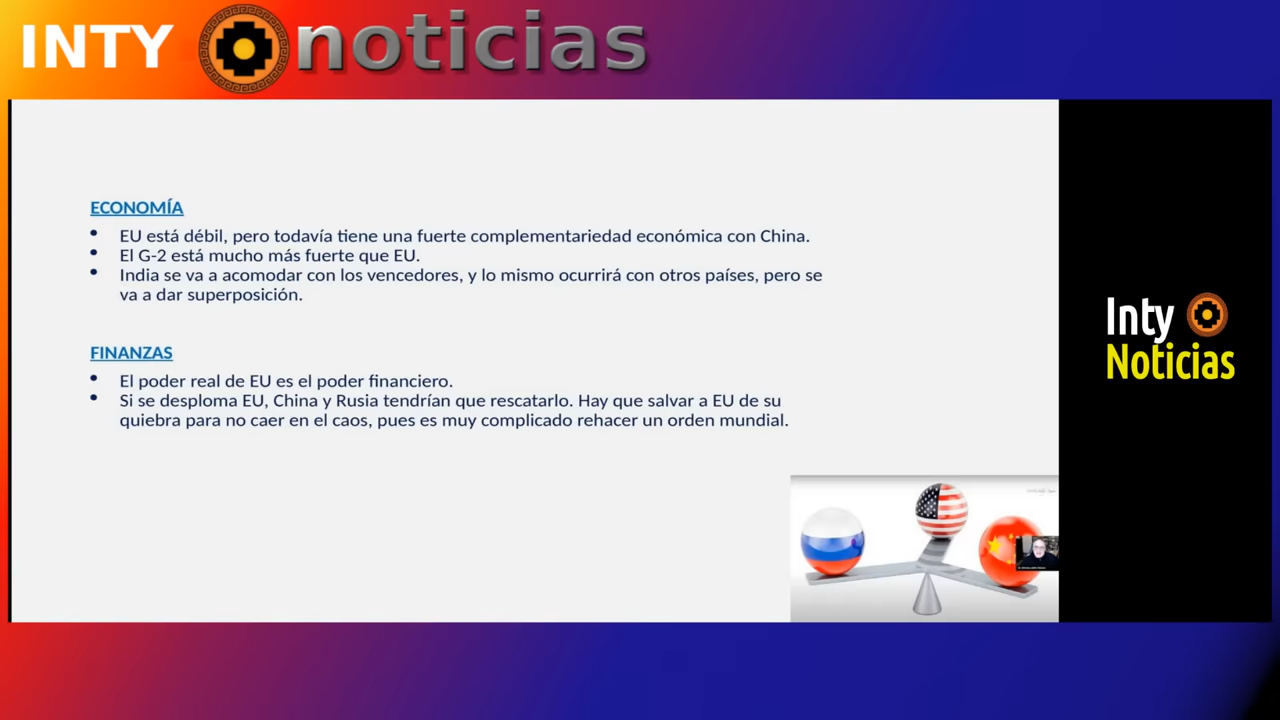 INTY noticias
ECONOMÍA
• EU está débil, pero todavía tiene una fuerte complementariedad económica con China.
• El G-2 está mucho más fuerte que EU.
• India se va a acomodar con los vencedores, y lo mismo ocurrirá con otros países, pero se
va a dar superposición.
FINANZAS
• El poder real de EU es el poder financiero.
• Si se desploma EU, China y Rusia tendrían que rescatarlo. Hay que salvar a EU de su
quiebra para no caer en el caos, pues es muy complicado rehacer un orden mundial.
Inty
Noticias